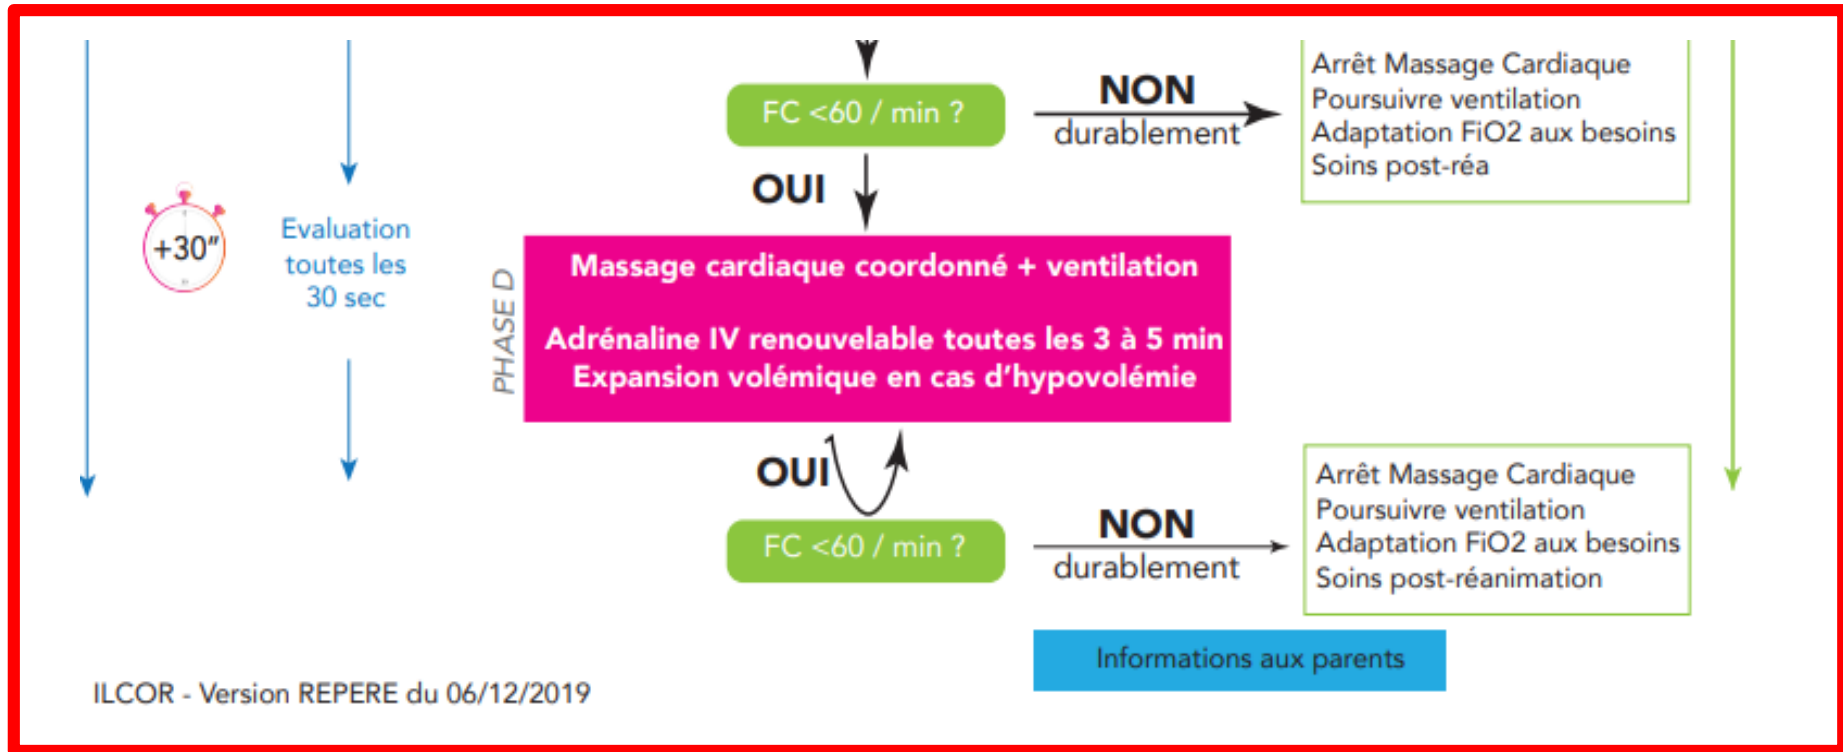 FC <60 / min ?
NON
durablement
Arrêt Massage Cardiaque
Poursuivre ventilation
Adaptation FiO2 aux besoins
Soins post-réa
OUI
+30”
Evaluation
toutes les
30 sec
PHASE D
Massage cardiaque coordonné + ventilation
Adrénaline IV renouvelable toutes les 3 à 5 min
Expansion volémique en cas d’hypovolémie
OUI
FC <60 / min ?
NON
durablement
Arrêt Massage Cardiaque
Poursuivre ventilation
Adaptation FiO2 aux besoins
Soins post-réanimation
Informations aux parents
ILCOR - Version REPERE du 06/12/2019